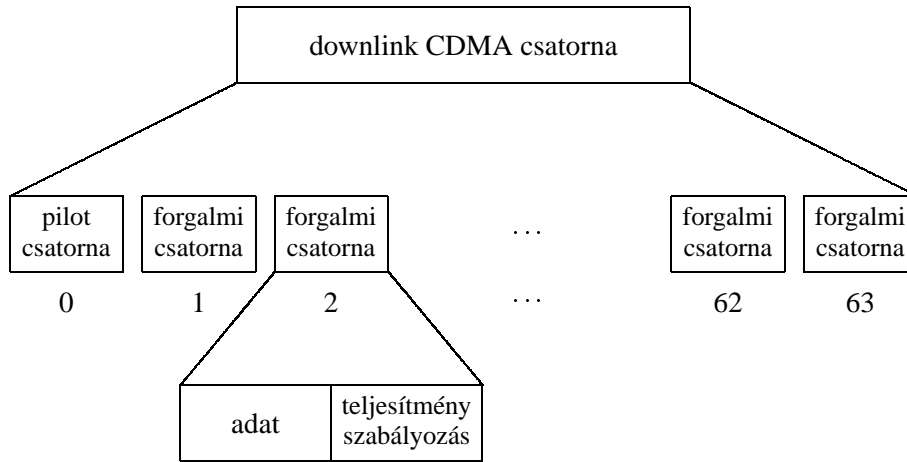 downlink CDMA csatorna
pilot
csatorna
forgalmi
csatorna
forgalmi
csatorna
...
forgalmi
csatorna
forgalmi
csatorna
0
1
2
...
62
63
adat
teljesítmény
szabályozás